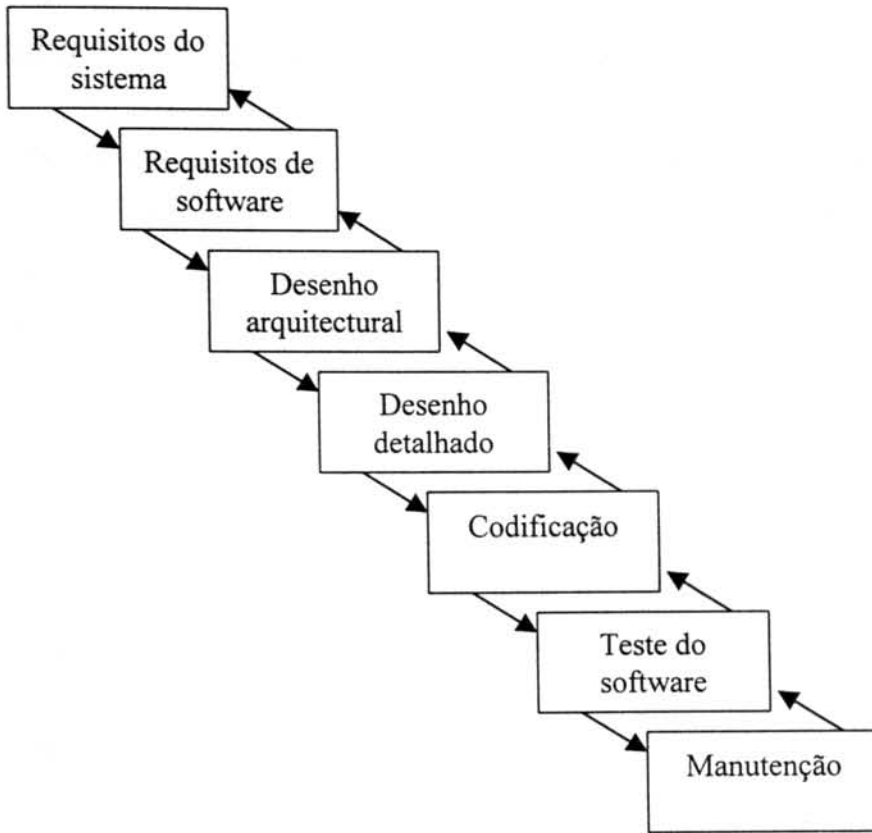 Requisitos do
sistema
Requisitos de
software
Desenho
arquitectural
Desenho
detalhado
Codificação
Teste do
software
Manutenção